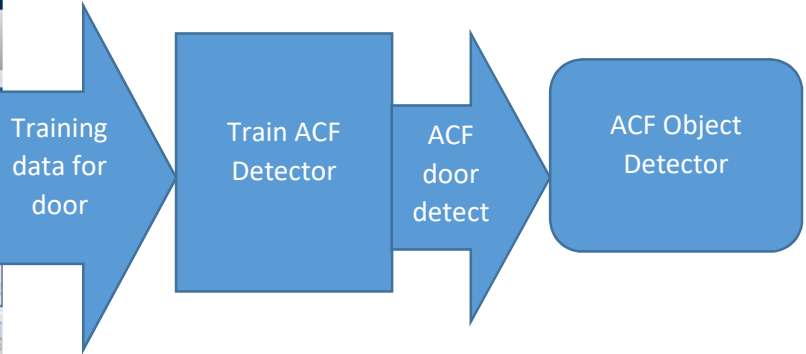 Training
data for
door
Train ACF
Detector
ACF
door
detect
ACF Object
Detector